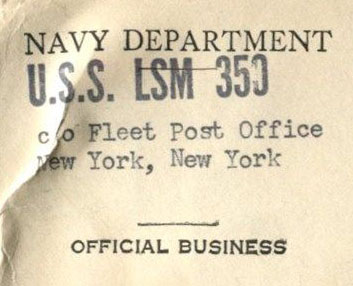 NAVY DEPARTMENT
U.S.S. LSM 350
c/o Fleet Post Office
New York, New York
OFFICIAL BUSINESS